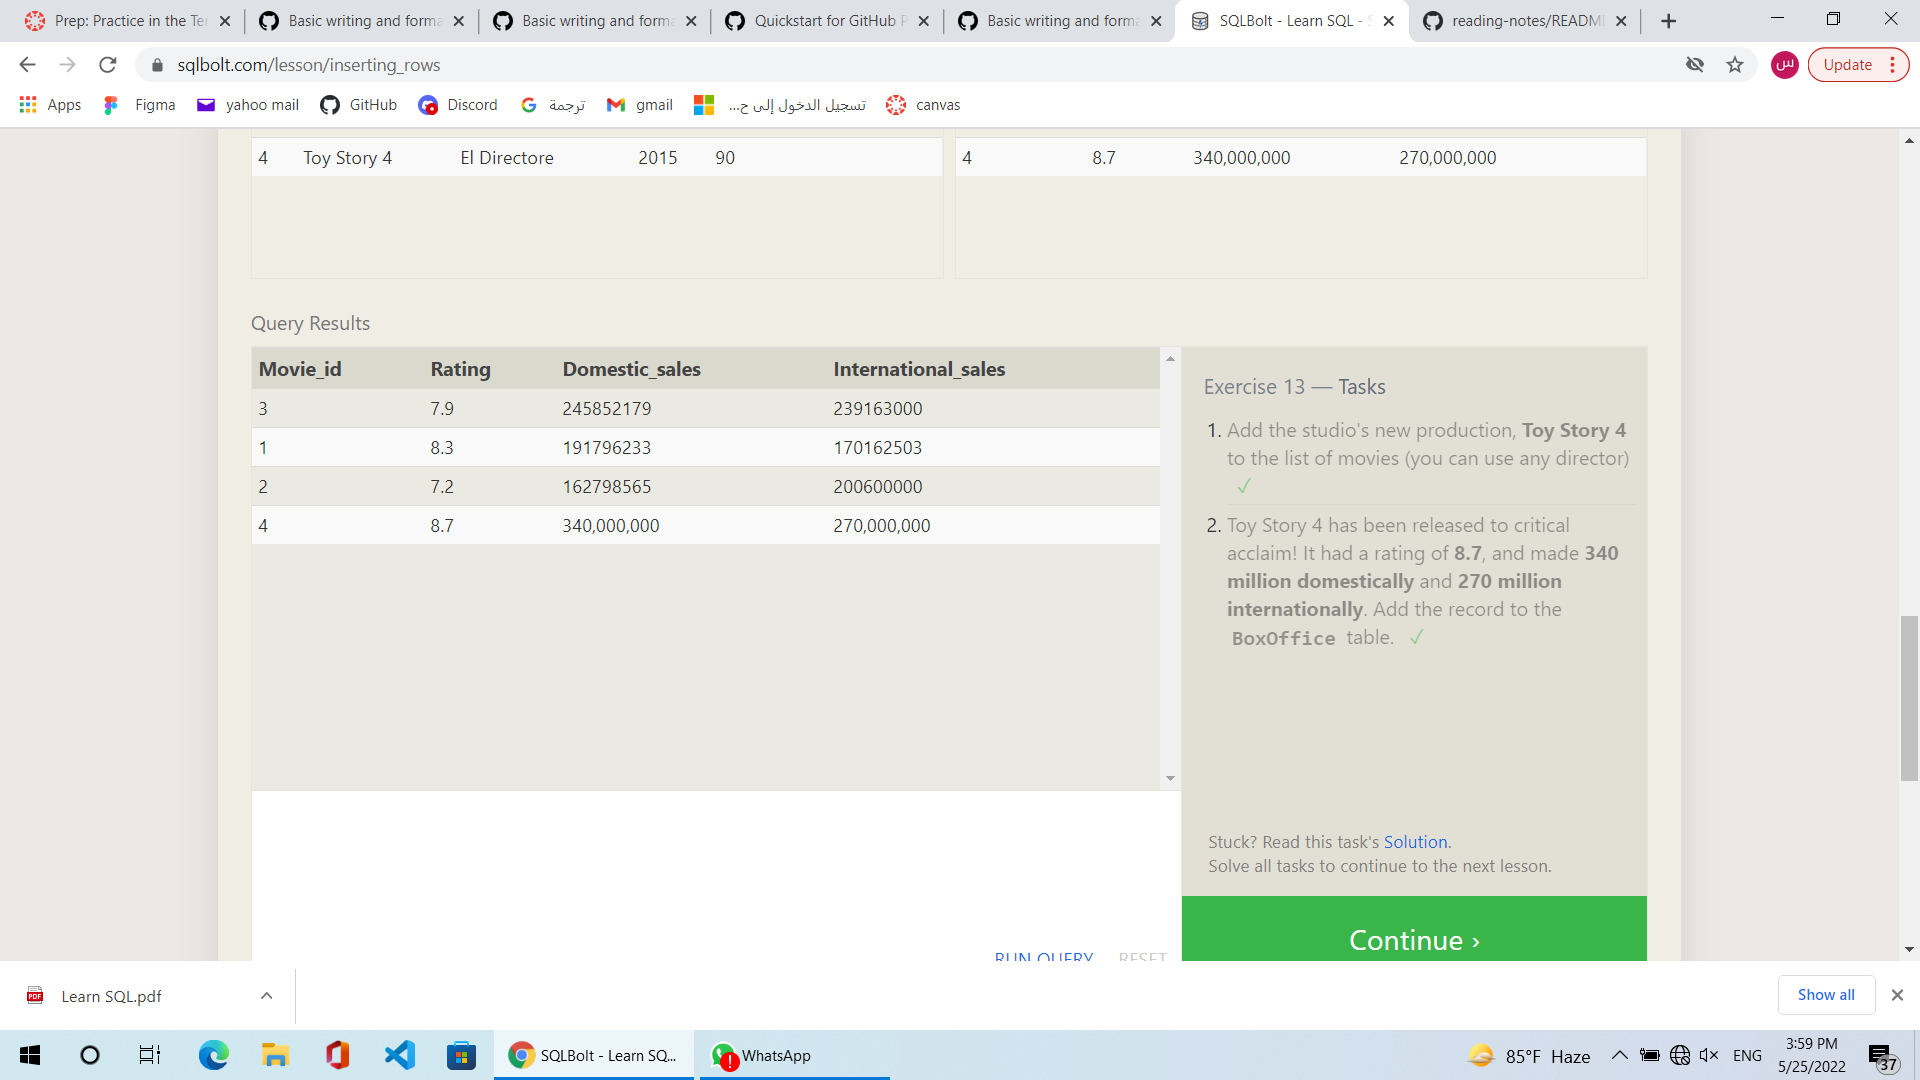 Prep: Practice in the Te
Basic writing and forma
Basic writing and forma
Quickstart for GitHub P
Basic writing and forma
SQLBolt - Learn SQL - S
reading-notes/README
sqlbolt.com/lesson/inserting_rows
س
Update
Apps
Figma
yahoo mail
GitHub
Discord
ترجمة
gmail
تسجيل الدخول إلى ح...
canvas
4 Toy Story 4 El Directore 2015 90
4 8.7 340,000,000 270,000,000
Query Results
Movie_id Rating Domestic_sales International_sales
3 7.9 245852179 239163000
1 8.3 191796233 170162503
2 7.2 162798565 200600000
4 8.7 340,000,000 270,000,000
Exercise 13 — Tasks
1. Add the studio's new production, Toy Story 4
to the list of movies (you can use any director)
✓
2. Toy Story 4 has been released to critical
acclaim! It had a rating of 8.7, and made 340
million domestically and 270 million
internationally. Add the record to the
BoxOffice table. ✓
Stuck? Read this task's Solution.
Solve all tasks to continue to the next lesson.
RUN QUERY RESET
Continue ›
PDF
Learn SQL.pdf
Show all
SQLBolt - Learn SQ...
WhatsApp
85°F Haze
ENG
3:59 PM
5/25/2022
37